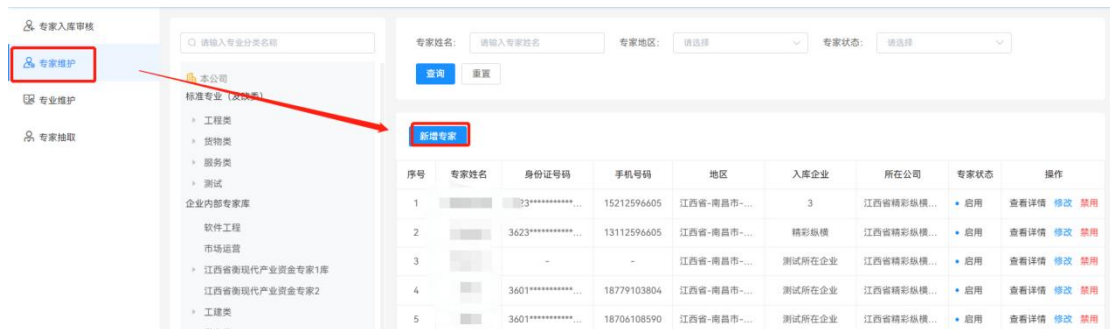 专家入库审核
专家维护
专业维护
专家抽取
请输入专业分类名称
本公司
标准专业（发改委）
工程类
货物类
服务类
测试
企业内部专家库
软件工程
市场运营
江西省衡现代产业资金专家1库
江西省衡现代产业资金专家2
工建类
专家姓名： 请输入专家姓名 专家地区： 请选择 专家状态： 请选择
查询 重置
新增专家
序号 专家姓名 身份证号码 手机号码 地区 入库企业 所在公司 专家状态 操作
1 23***********... 15212596605 江西省-南昌市-... 3 江西省精彩纵横... 启用 查看详情 修改 禁用
2 3623***********... 13112596605 江西省-南昌市-... 精彩纵横 江西省精彩纵横... 启用 查看详情 修改 禁用
3 - - 江西省-南昌市-... 测试所在企业 江西省精彩纵横... 启用 查看详情 修改 禁用
4 3601***********... 18779103804 江西省-南昌市-... 测试所在企业 江西省精彩纵横... 启用 查看详情 修改 禁用
5 3601***********... 18706108590 江西省-南昌市-... 测试所在企业 江西省精彩纵横... 启用 查看详情 修改 禁用